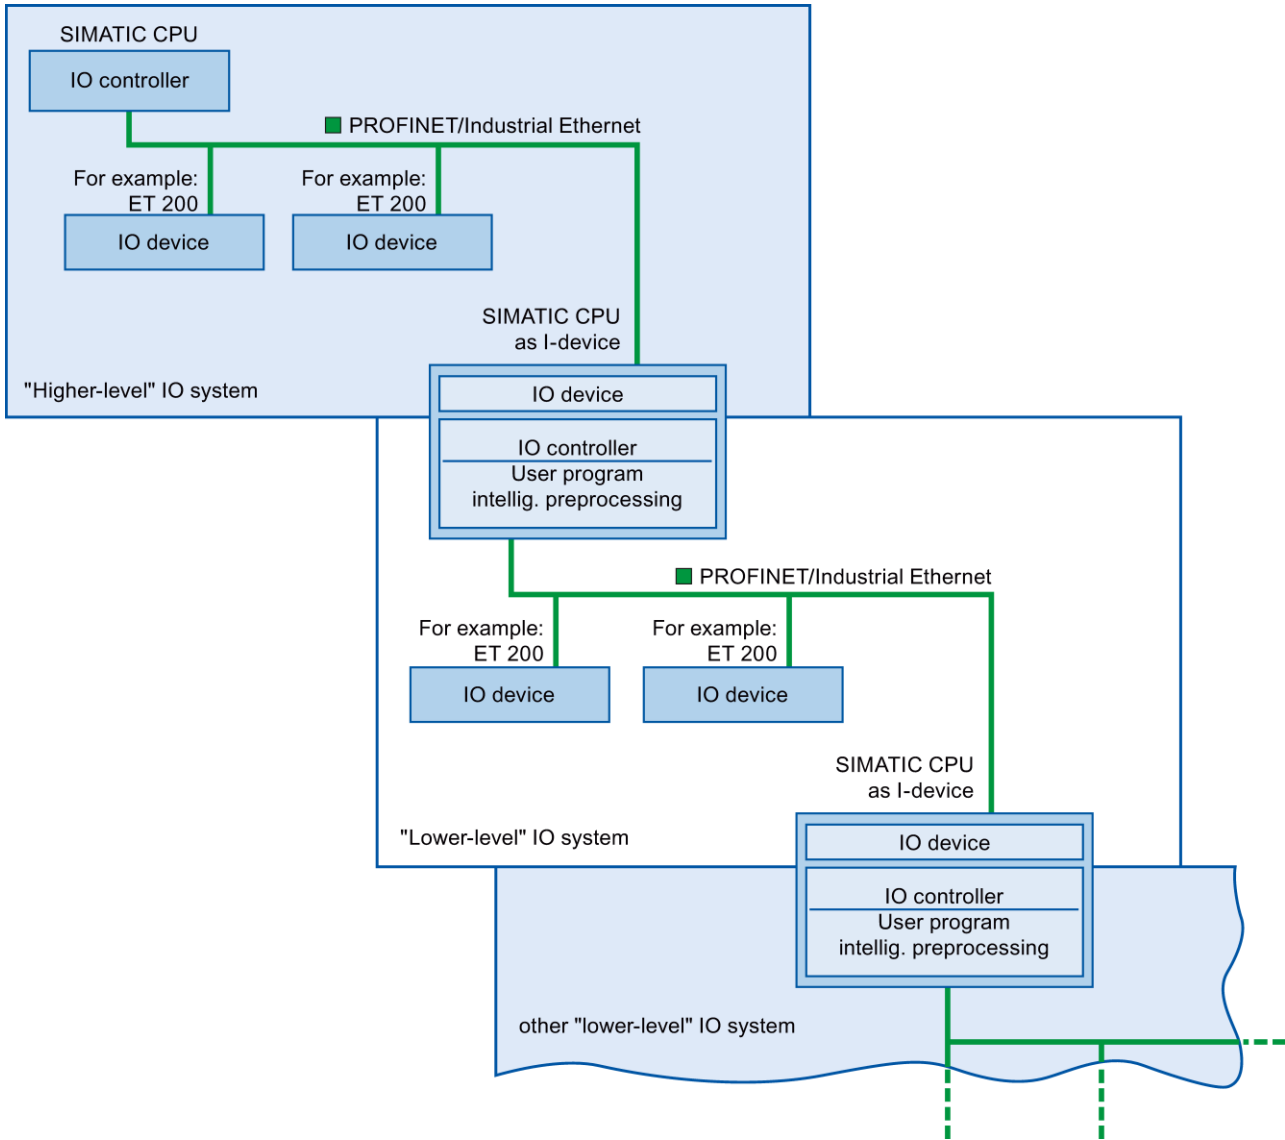 SIMATIC CPU
IO controller
PROFINET/Industrial Ethernet
For example:
ET 200
IO device
For example:
ET 200
IO device
SIMATIC CPU
as I-device
"Higher-level" IO system
IO device
IO controller
User program
intellig. preprocessing
PROFINET/Industrial Ethernet
For example:
ET 200
IO device
For example:
ET 200
IO device
SIMATIC CPU
as I-device
"Lower-level" IO system
IO device
IO controller
User program
intellig. preprocessing
other "lower-level" IO system